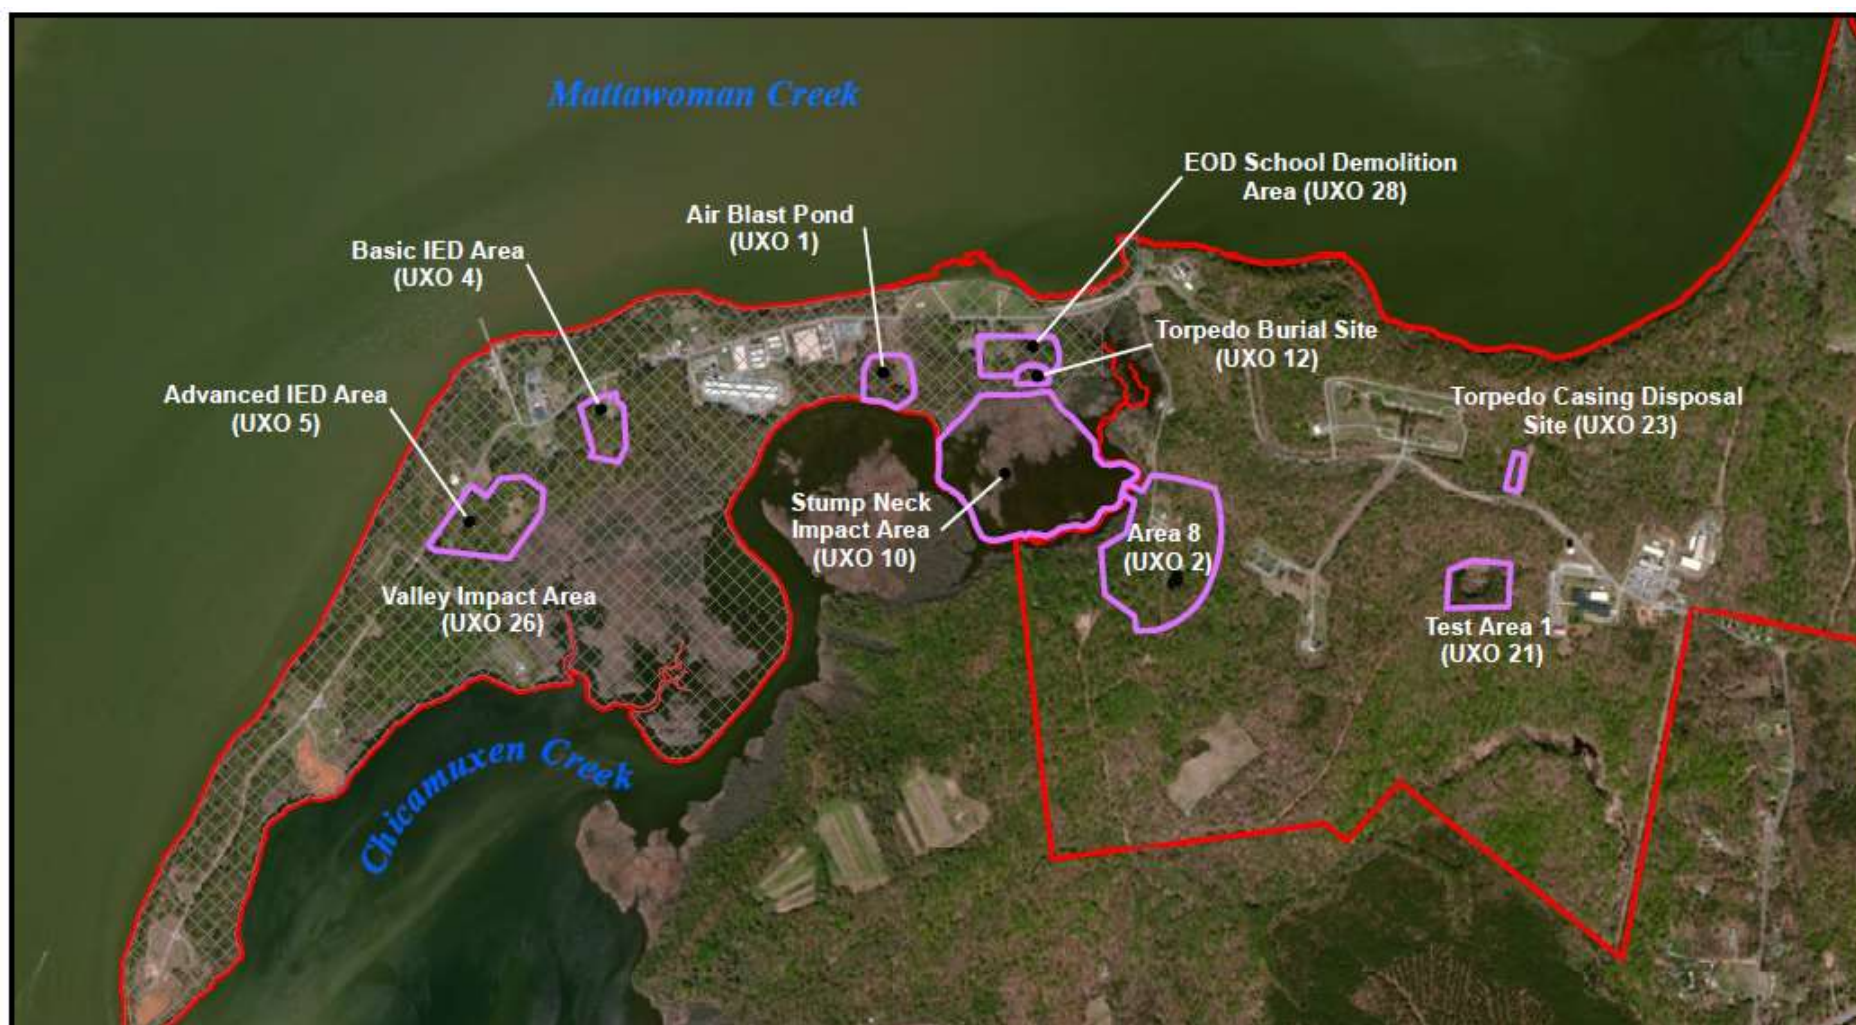 Mattawoman Creek
EOD School Demolition
Area (UXO 28)
Air Blast Pond
(UXO 1)
Basic IED Area
(UXO 4)
Torpedo Burial Site
(UXO 12)
Advanced IED Area
(UXO 5)
Torpedo Casing Disposal
Site (UXO 23)
Stump Neck
Impact Area
(UXO 10)
Area 8
(UXO 2)
Valley Impact Area
(UXO 26)
Test Area 1
(UXO 21)
Chicamuxen Creek